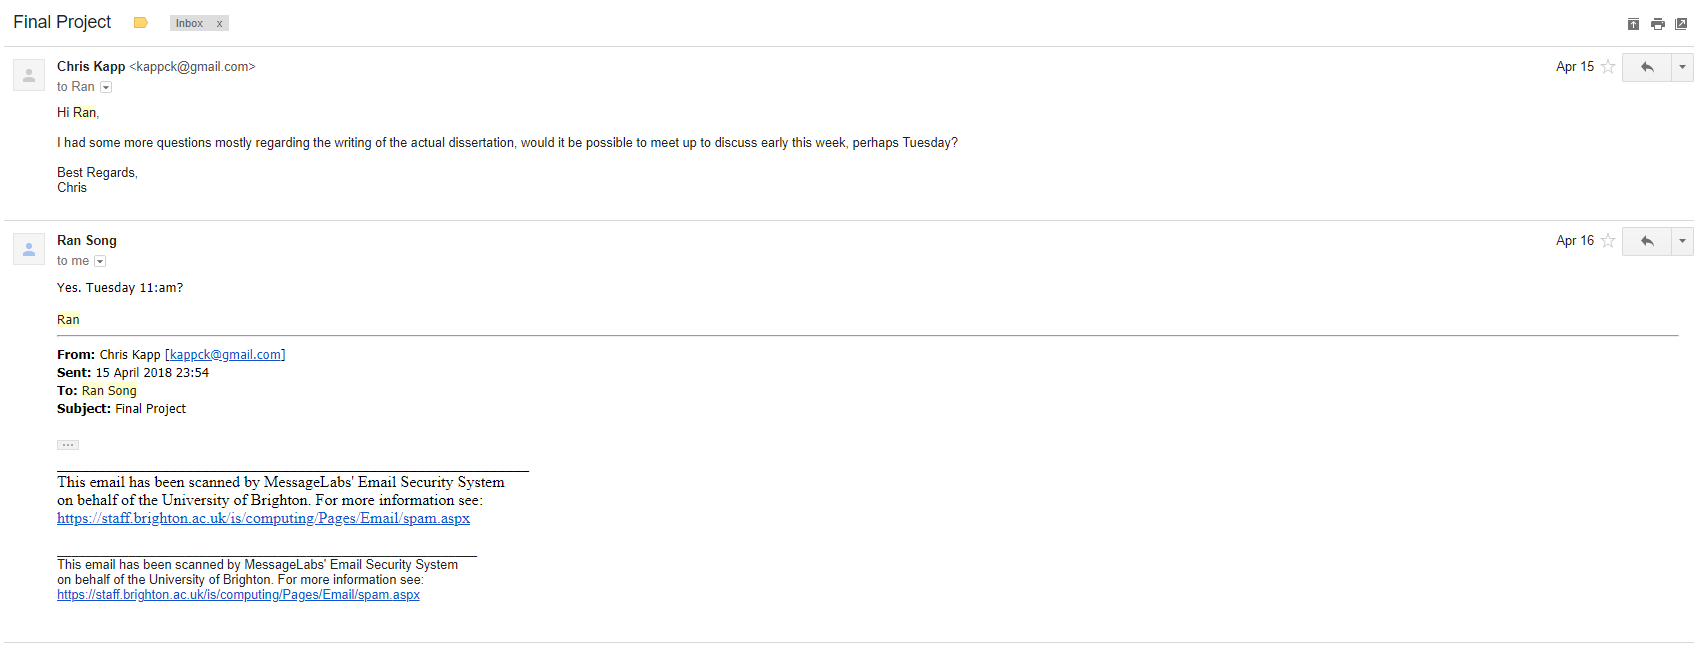 Final Project
Inbox x
Chris Kapp <kappck@gmail.com>
Apr 15
to Ran
Hi Ran,
I had some more questions mostly regarding the writing of the actual dissertation, would it be possible to meet up to discuss early this week, perhaps Tuesday?
Best Regards,
Chris
Ran Song
Apr 16
to me
Yes. Tuesday 11:am?
Ran
From: Chris Kapp [kappck@gmail.com]
Sent: 15 April 2018 23:54
To: Ran Song
Subject: Final Project
...
This email has been scanned by MessageLabs' Email Security System
on behalf of the University of Brighton. For more information see:
https://staff.brighton.ac.uk/is/computing/Pages/Email/spam.aspx
This email has been scanned by MessageLabs' Email Security System
on behalf of the University of Brighton. For more information see:
https://staff.brighton.ac.uk/is/computing/Pages/Email/spam.aspx